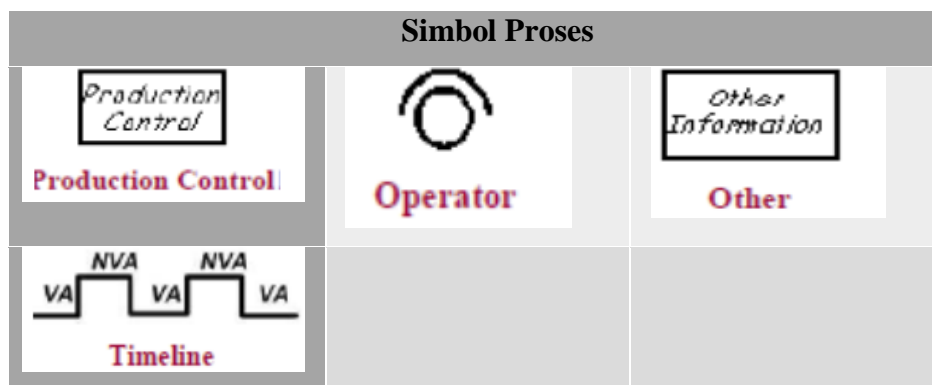 Simbol Proses
Production
Control
Production Control
Operator
Other
Information
Other
NVA NVA
VA VA VA
Timeline